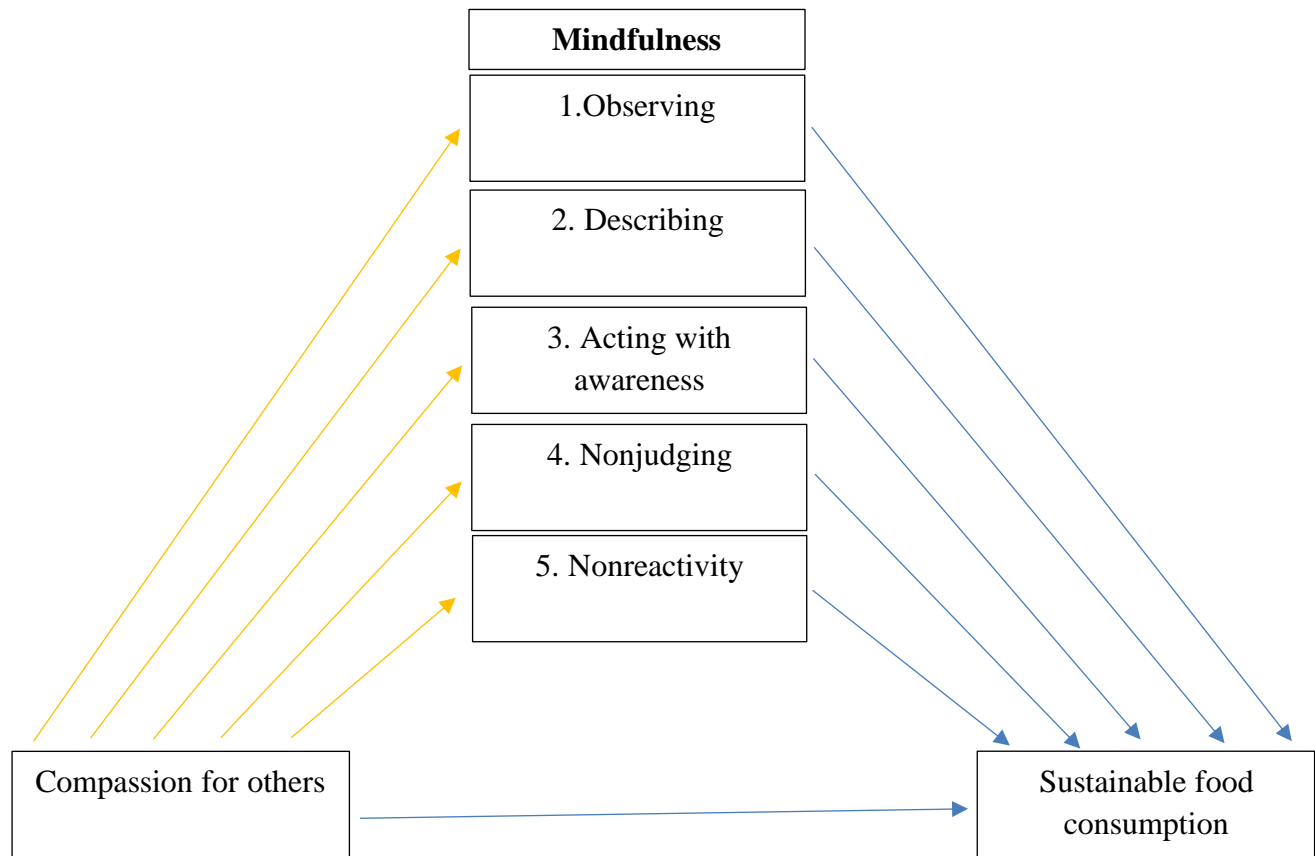 Mindfulness
1.Observing
2. Describing
3. Acting with
awareness
4. Nonjudging
5. Nonreactivity
Compassion for others
Sustainable food
consumption